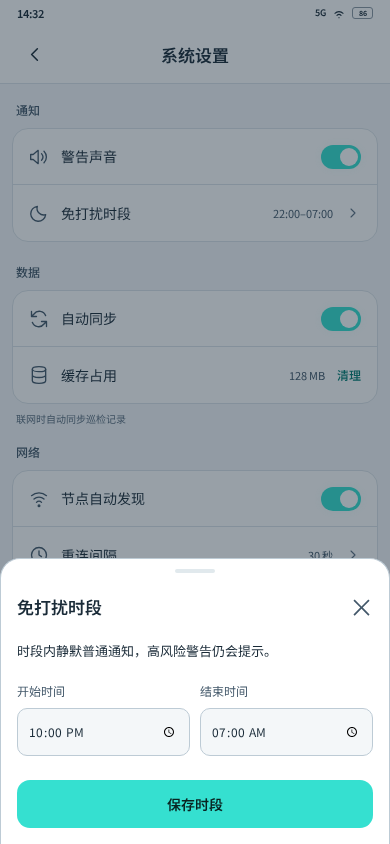 14:32
5G
86
系统设置
通知
警告声音
免打扰时段
22:00–07:00
数据
自动同步
缓存占用
128 MB
清理
联网时自动同步巡检记录
网络
节点自动发现
重连间隔
30 秒
免打扰时段
时段内静默普通通知，高风险警告仍会提示。
开始时间
结束时间
10:00 PM
07:00 AM
保存时段